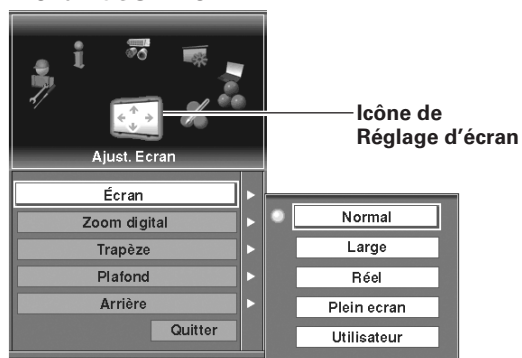 Icône de
Réglage d'écran
Ajust. Ecran
Écran
Zoom digital
Trapèze
Plafond
Arrière
Quitter
Normal
Large
Réel
Plein ecran
Utilisateur